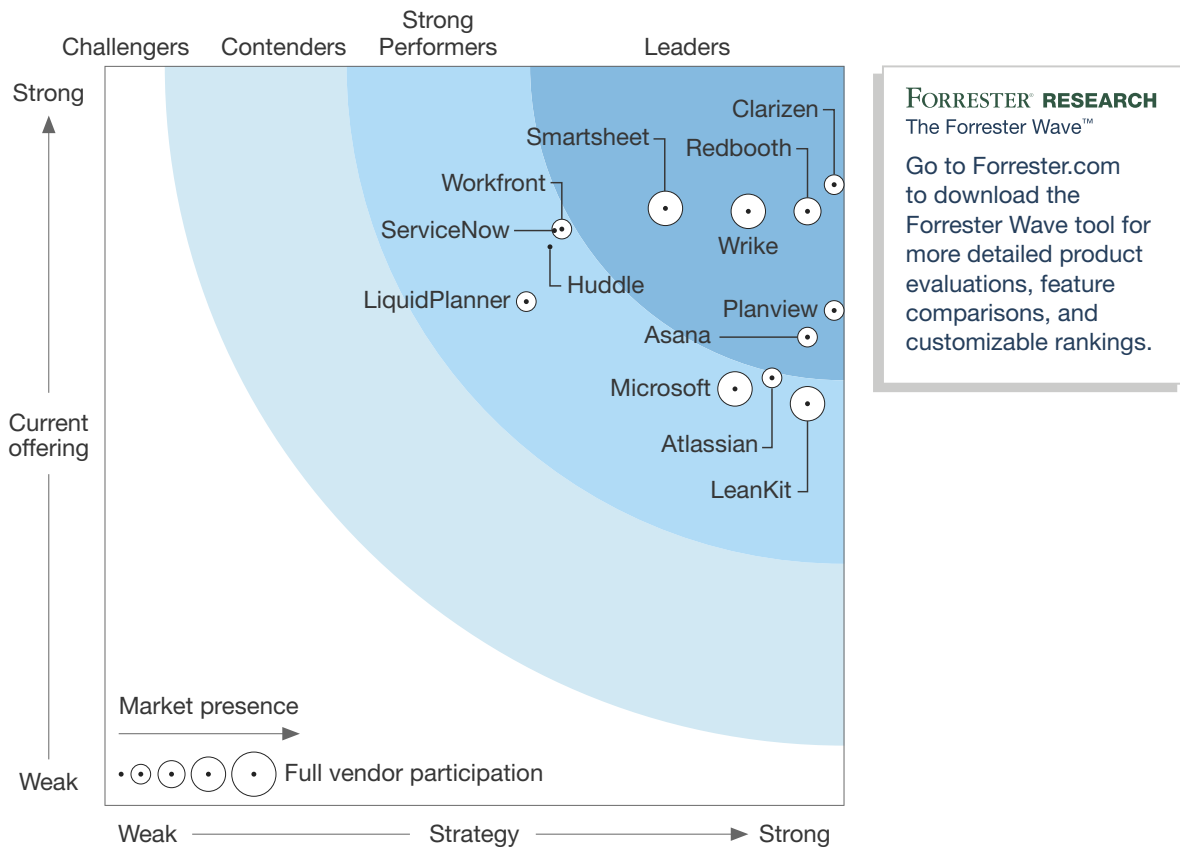 Challengers
Contenders
Strong
Performers
Leaders
Strong
Current
offering
Weak
Clarizen
Smartsheet
Redbooth
Workfront
ServiceNow
Wrike
Huddle
LiquidPlanner
Planview
Asana
Microsoft
Atlassian
LeanKit
Market presence
Full vendor participation
Weak
Strategy
Strong
FORRESTER® RESEARCH
The Forrester Wave™
Go to Forrester.com
to download the
Forrester Wave tool for
more detailed product
evaluations, feature
comparisons, and
customizable rankings.